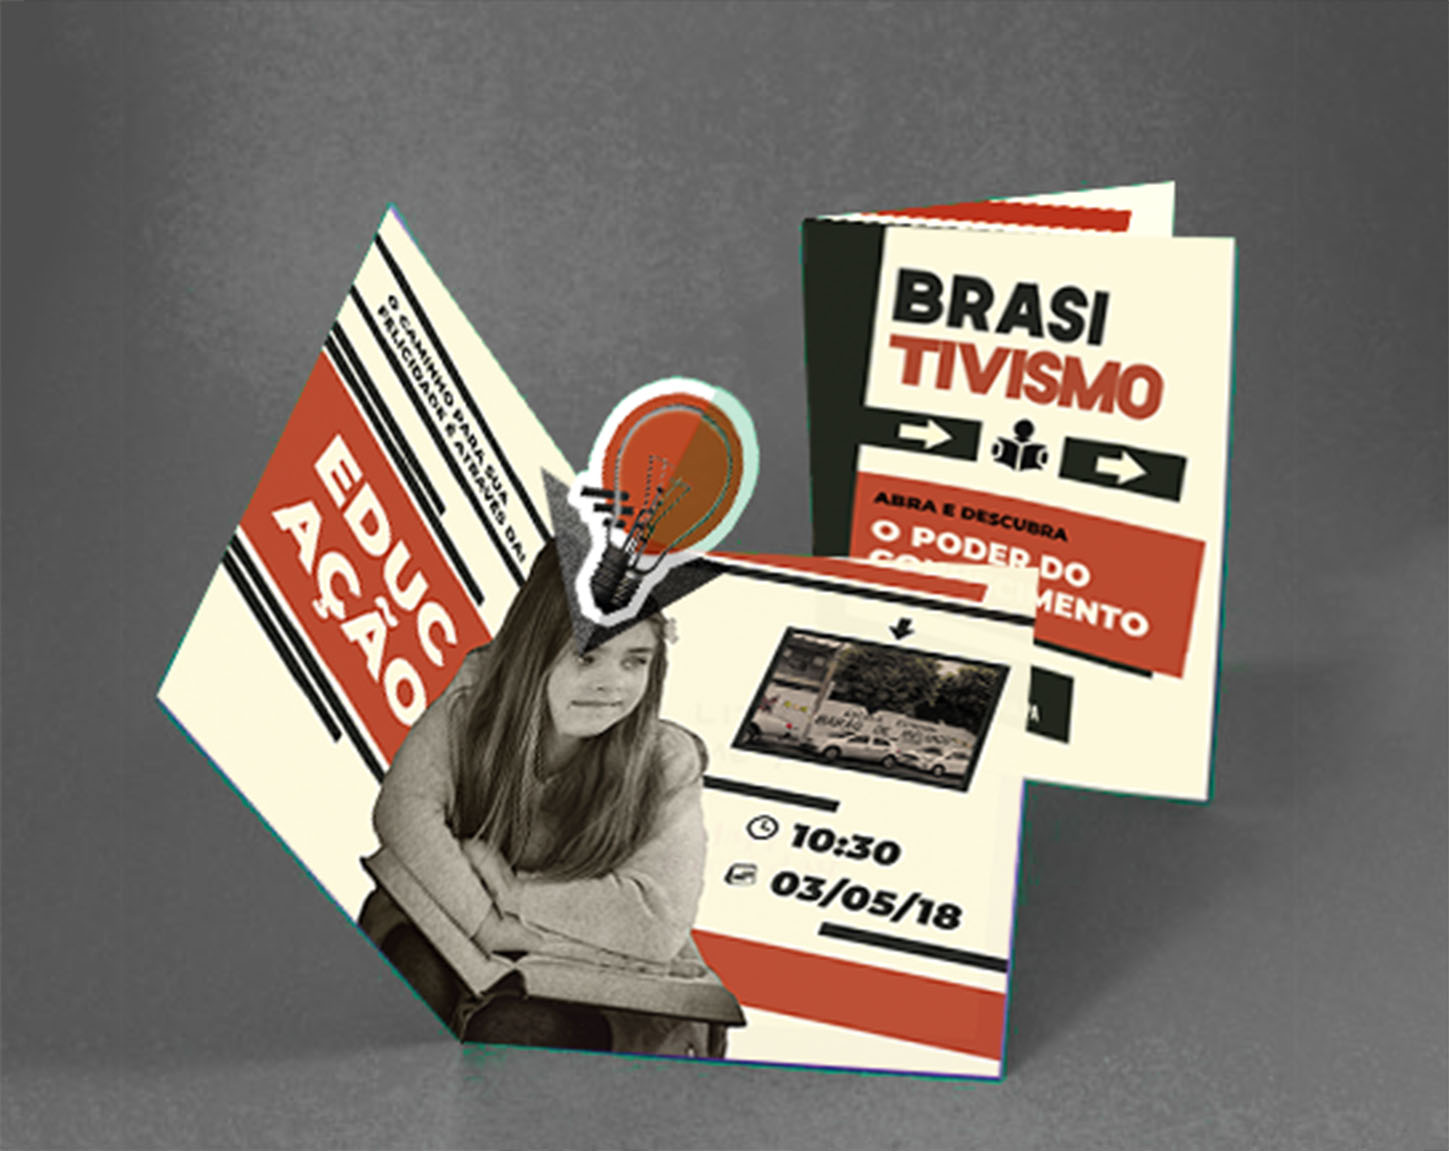 O CAMINHO PARA SUA
FELICIDADE É ATRAVÉS DA:
EDUC
AÇÃO
BRASI
TIVISMO
ABRA E DESCUBRA
O PODER DO
10:30
03/05/18